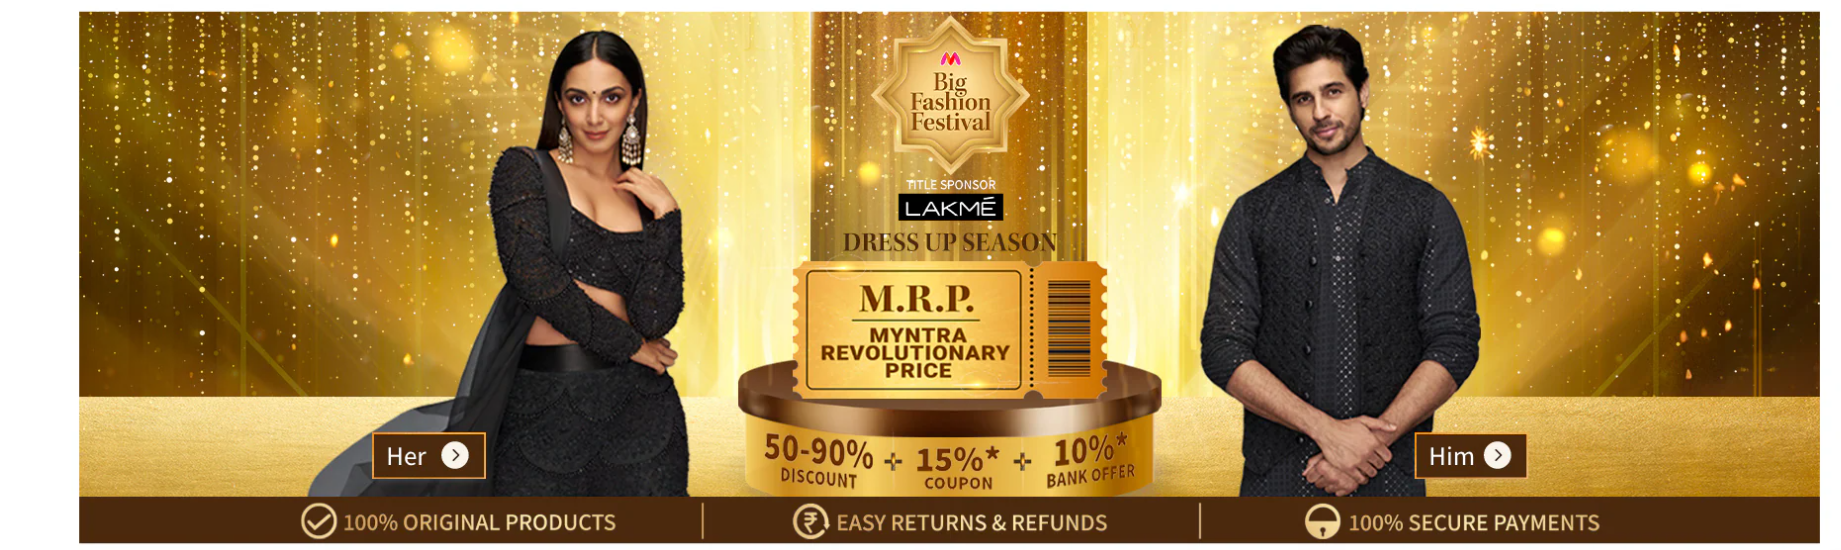 Big
Fashion
Festival
TITLE SPONSOR
LAKMÉ
DRESS UP SEASON
M.R.P.
MYNTRA
REVOLUTIONARY
PRICE
50-90% + 15%* + 10%*
DISCOUNT COUPON BANK OFFER
Her
Him
100% ORIGINAL PRODUCTS
EASY RETURNS & REFUNDS
100% SECURE PAYMENTS